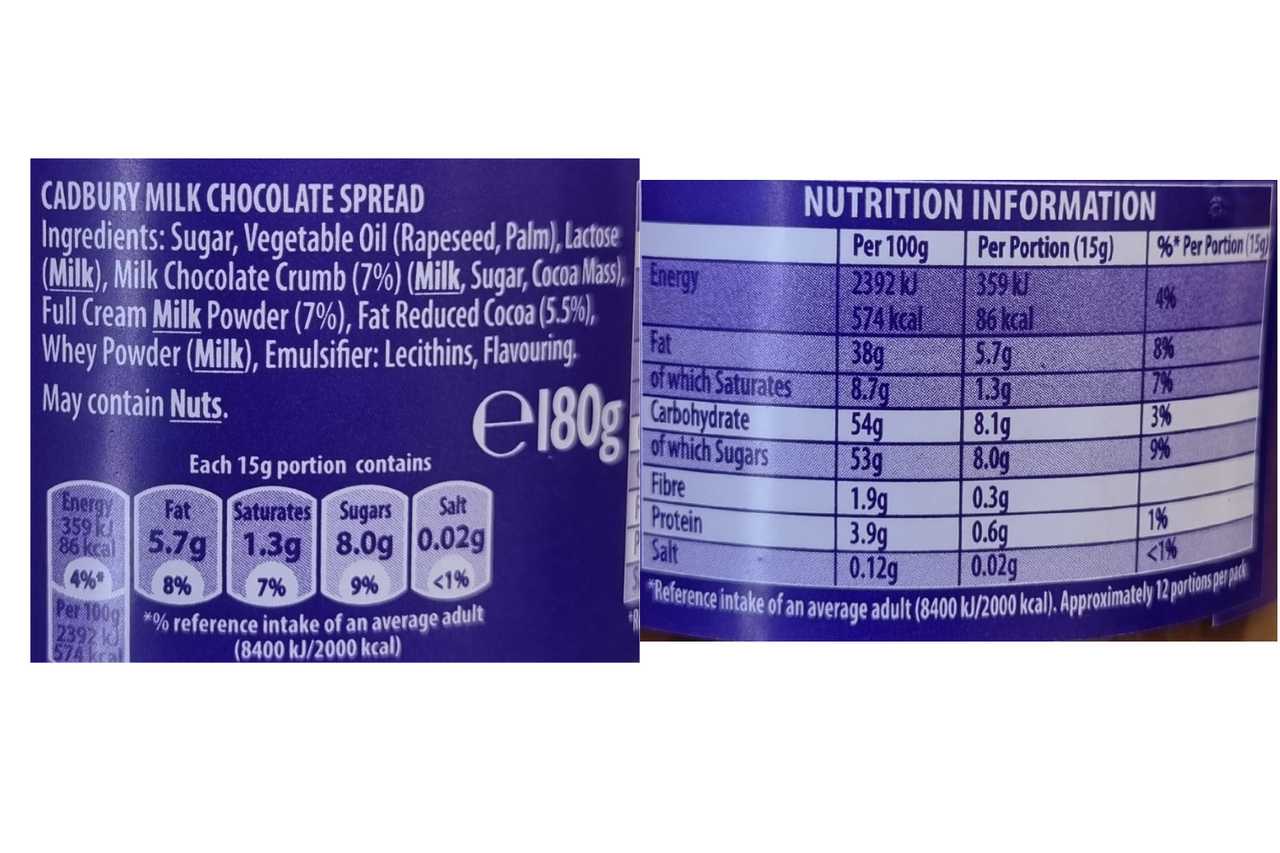 CADBURY MILK CHOCOLATE SPREAD
Ingredients: Sugar, Vegetable Oil (Rapeseed, Palm), Lactose
(Milk), Milk Chocolate Crumb (7%) (Milk, Sugar, Cocoa Mass),
Full Cream Milk Powder (7%), Fat Reduced Cocoa (5.5%),
Whey Powder (Milk), Emulsifier: Lecithins, Flavouring.
May contain Nuts.
℮180g
Each 15g portion contains
Energy Fat Saturates Sugars Salt
359 kJ
86 kcal 5.7g 1.3g 8.0g 0.02g
4%* 8% 7% 9% <1%
Per 100g
2392 kJ
574 kcal
*% reference intake of an average adult
(8400 kJ/2000 kcal)
NUTRITION INFORMATION
Per 100g Per Portion (15g) %* Per Portion (15g)
Energy 2392 kJ 359 kJ 4%
574 kcal 86 kcal
Fat 38g 5.7g 8%
of which Saturates 8.7g 1.3g 7%
Carbohydrate 54g 8.1g 3%
of which Sugars 53g 8.0g 9%
Fibre 1.9g 0.3g
Protein 3.9g 0.6g 1%
Salt 0.12g 0.02g <1%
*Reference intake of an average adult (8400 kJ/2000 kcal). Approximately 12 portions per pack